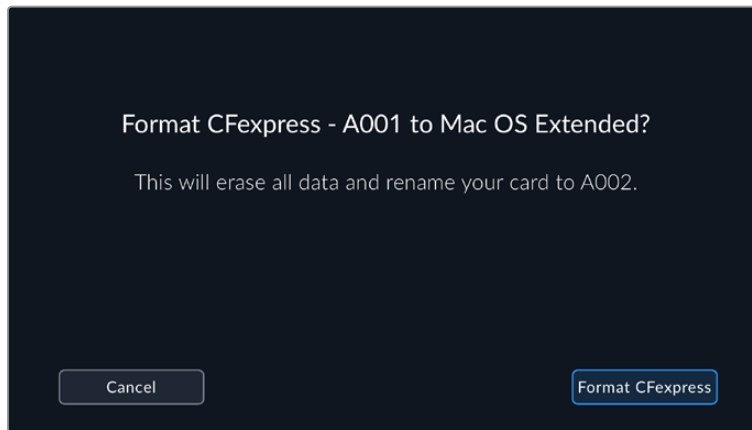 Format CFexpress - A001 to Mac OS Extended?
This will erase all data and rename your card to A002.
Cancel
Format CFexpress